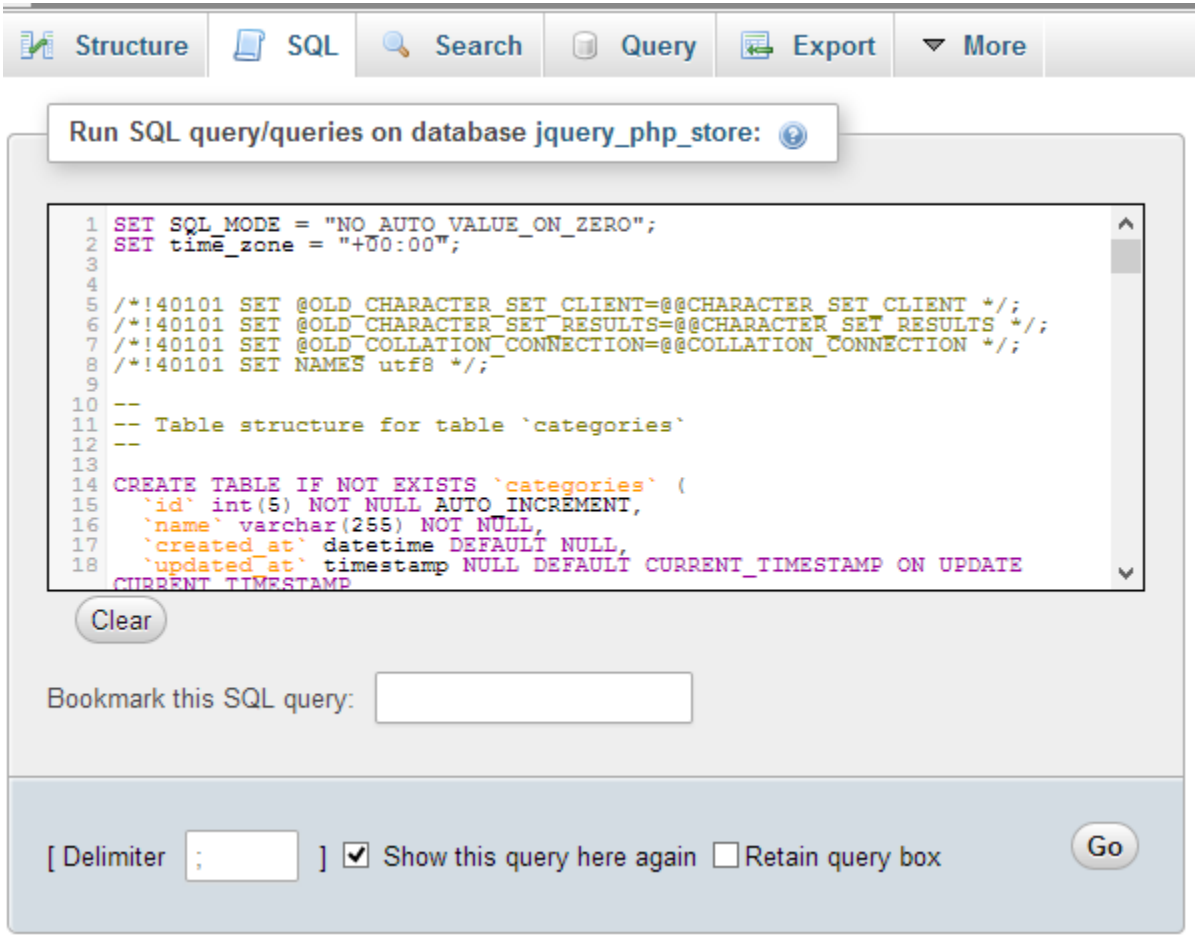 Structure SQL Search Query Export More
Run SQL query/queries on database jquery_php_store:
1 SET SQL_MODE = "NO_AUTO_VALUE_ON_ZERO";
2 SET time_zone = "+00:00";
3
4
5 /*!40101 SET @OLD_CHARACTER_SET_CLIENT=@@CHARACTER_SET_CLIENT */;
6 /*!40101 SET @OLD_CHARACTER_SET_RESULTS=@@CHARACTER_SET_RESULTS */;
7 /*!40101 SET @OLD_COLLATION_CONNECTION=@@COLLATION_CONNECTION */;
8 /*!40101 SET NAMES utf8 */;
9
10 --
11 -- Table structure for table `categories`
12 --
13
14 CREATE TABLE IF NOT EXISTS `categories` (
15 `id` int(5) NOT NULL AUTO_INCREMENT,
16 `name` varchar(255) NOT NULL,
17 `created_at` datetime DEFAULT NULL,
18 `updated_at` timestamp NULL DEFAULT CURRENT_TIMESTAMP ON UPDATE
CURRENT_TIMESTAMP
Clear
Bookmark this SQL query:
[ Delimiter ; ] Show this query here again Retain query box Go